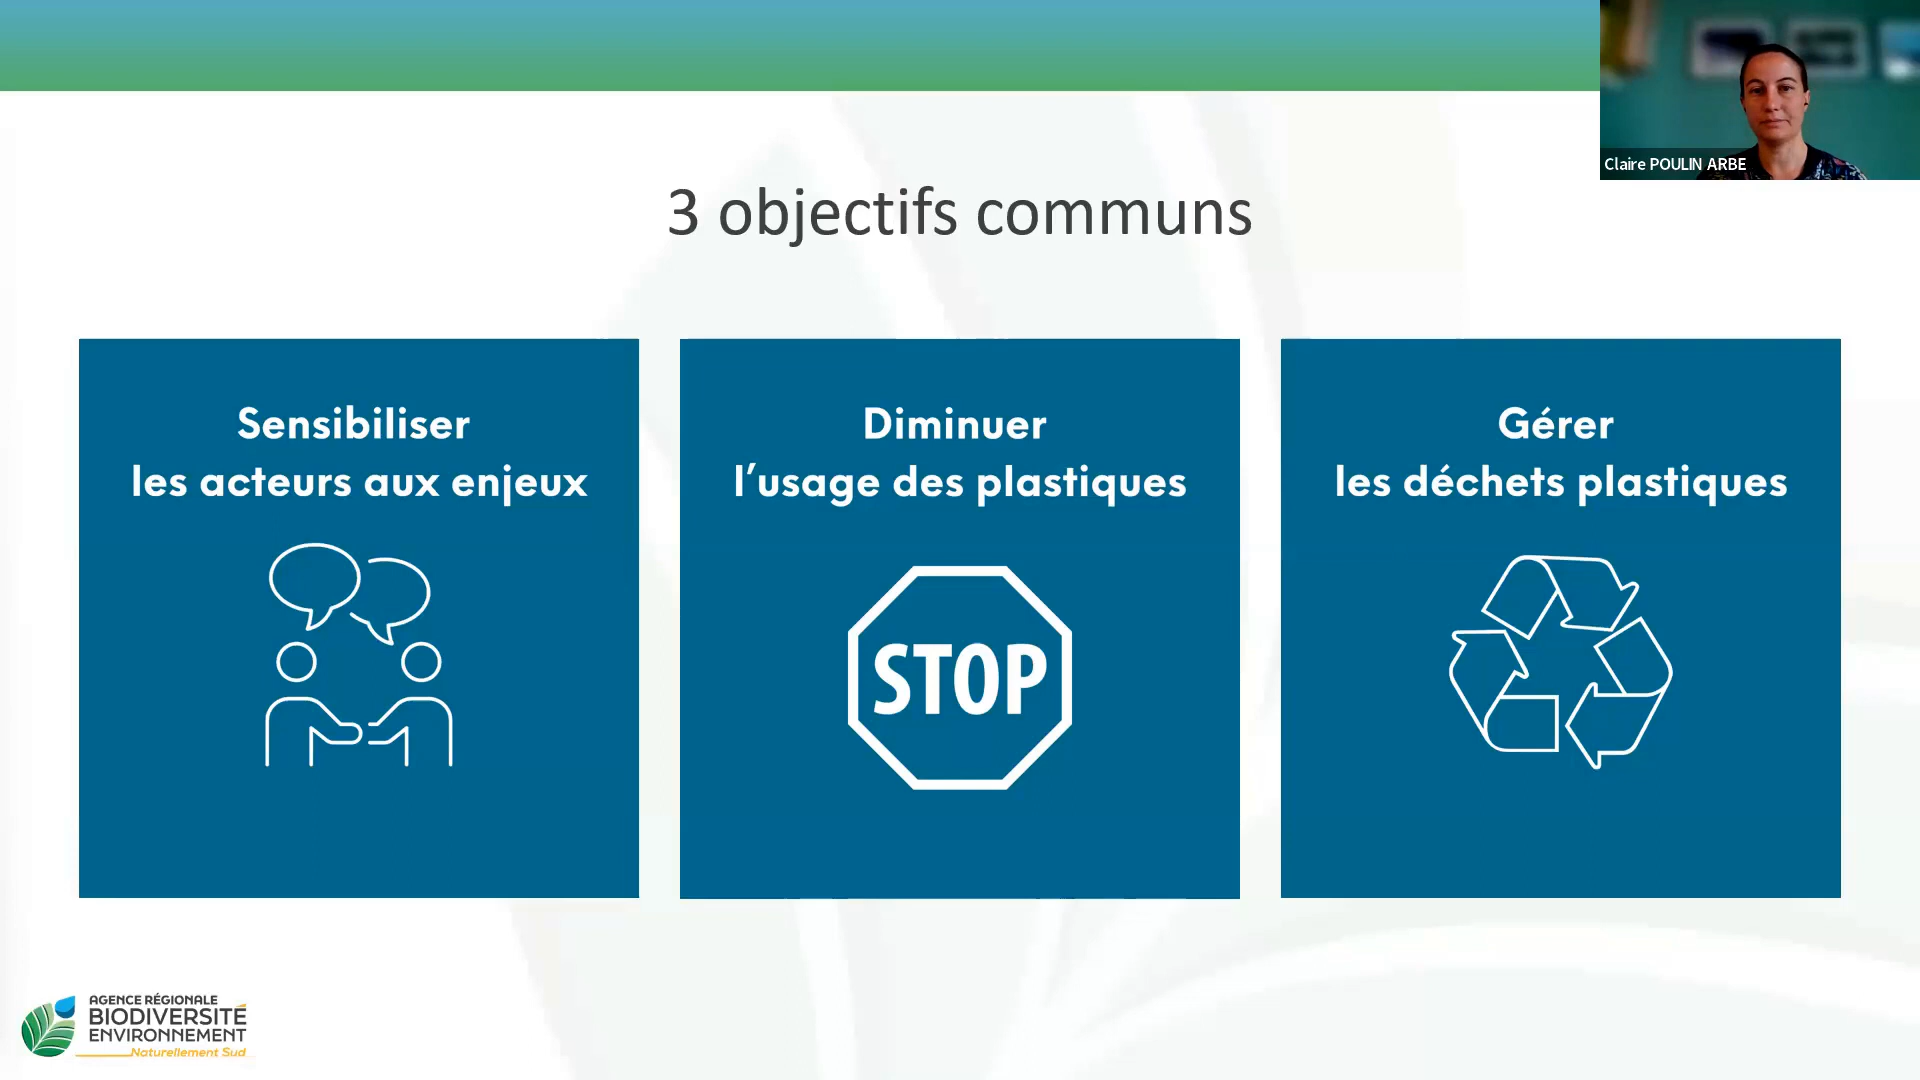 Claire POULIN ARBE
3 objectifs communs
Sensibiliser
les acteurs aux enjeux
Diminuer
l'usage des plastiques
STOP
Gérer
les déchets plastiques
AGENCE RÉGIONALE
BIODIVERSITÉ
ENVIRONNEMENT
Naturellement Sud